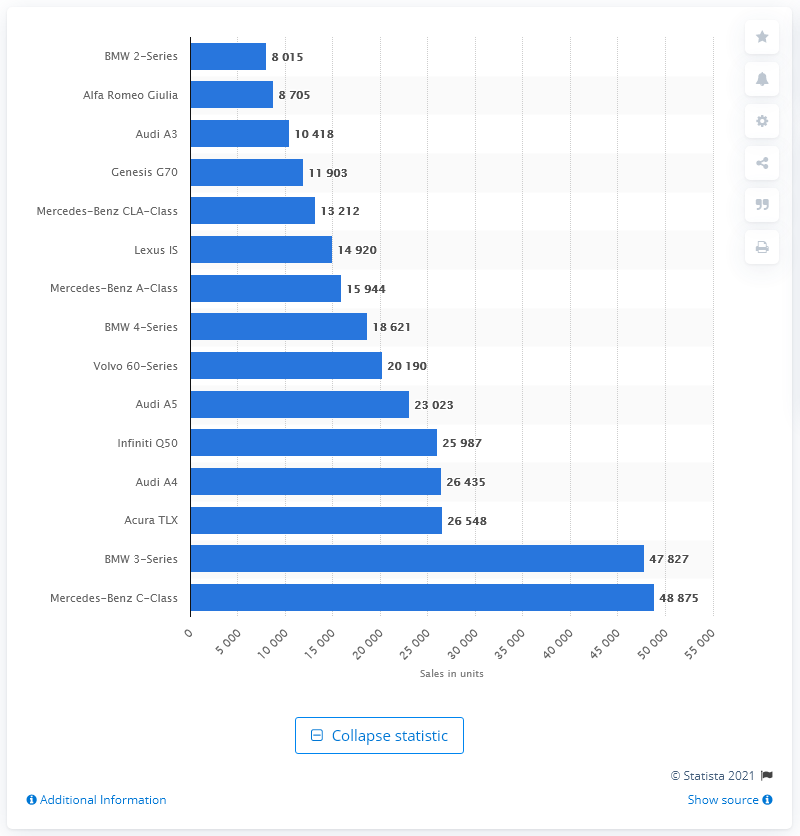 BMW 2-Series 8 015
Alfa Romeo Giulia 8 705
Audi A3 10 418
Genesis G70 11 903
Mercedes-Benz CLA-Class 13 212
Lexus IS 14 920
Mercedes-Benz A-Class 15 944
BMW 4-Series 18 621
Volvo 60-Series 20 190
Audi A5 23 023
Infiniti Q50 25 987
Audi A4 26 435
Acura TLX 26 548
BMW 3-Series 47 827
Mercedes-Benz C-Class 48 875
0 5 000 10 000 15 000 20 000 25 000 30 000 35 000 40 000 45 000 50 000 55 000
Sales in units
Collapse statistic
© Statista 2021
Additional Information Show source